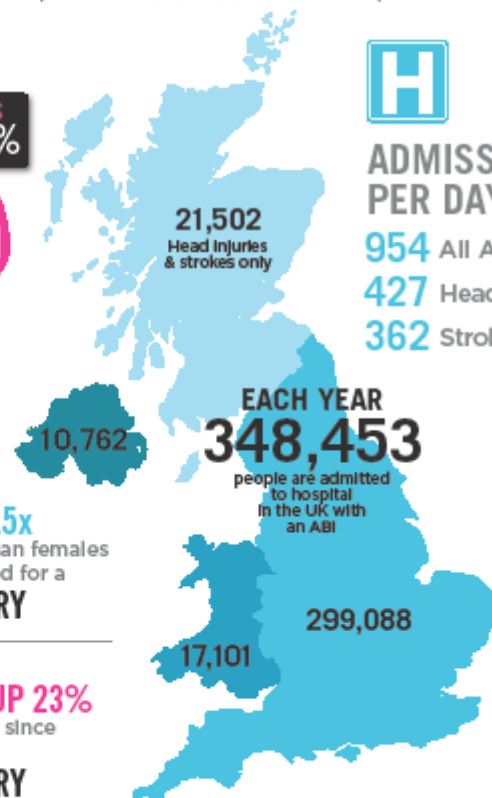 %
H
ADMISS
PER DAY
954 All A
427 Head
362 Strok
21,502
Head injuries
& strokes only
10,762
EACH YEAR
348,453
people are admitted
to hospital
in the UK with
an ABI
299,088
17,101
.5x
an females
d for a
RY
UP 23%
since
RY